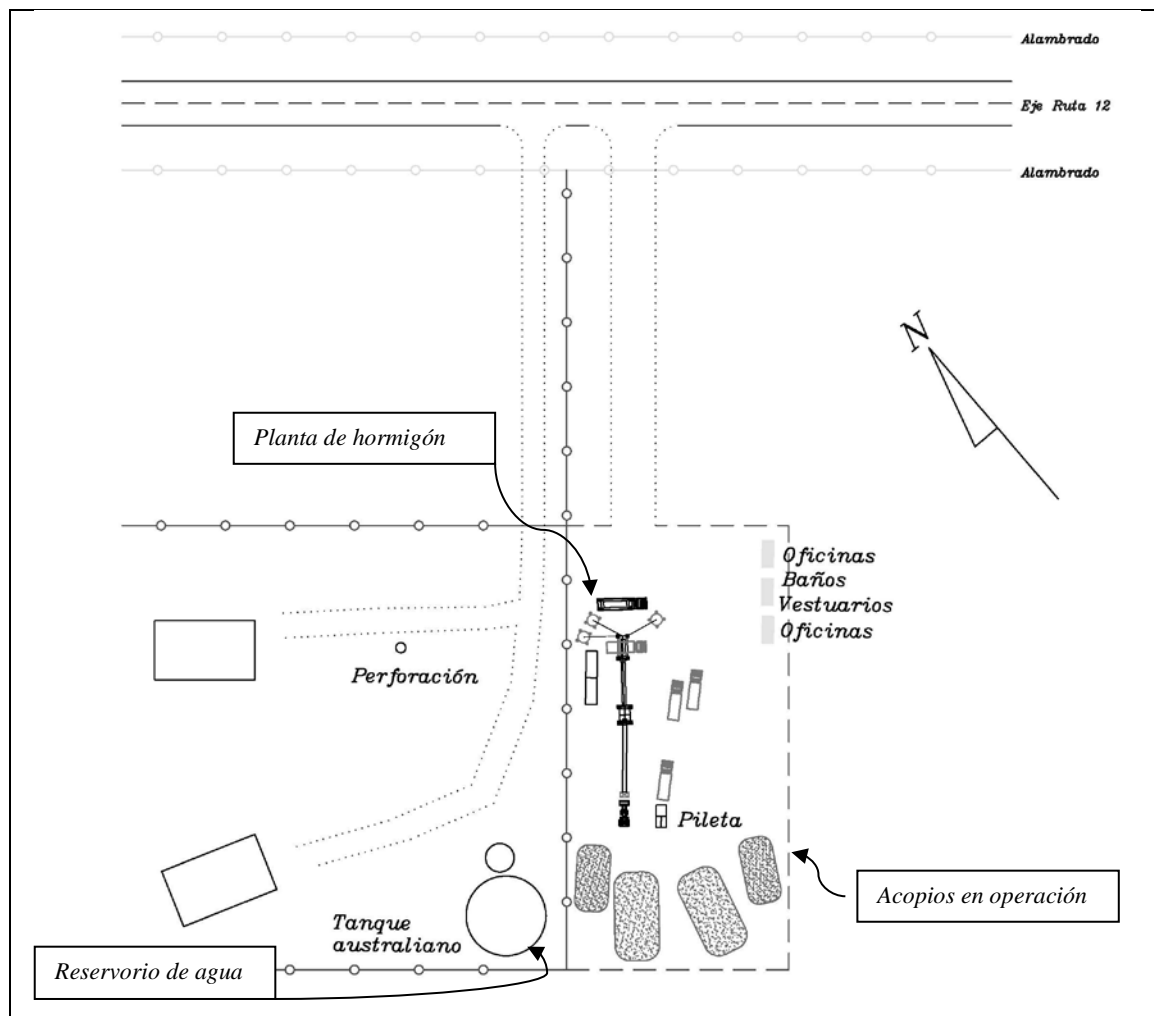 Alambrado
Eje Ruta 12
Alambrado
N
Planta de hormigón
Oficinas
Baños
Vestuarios
Oficinas
Perforación
Pileta
Acopios en operación
Tanque
australiano
Reservorio de agua